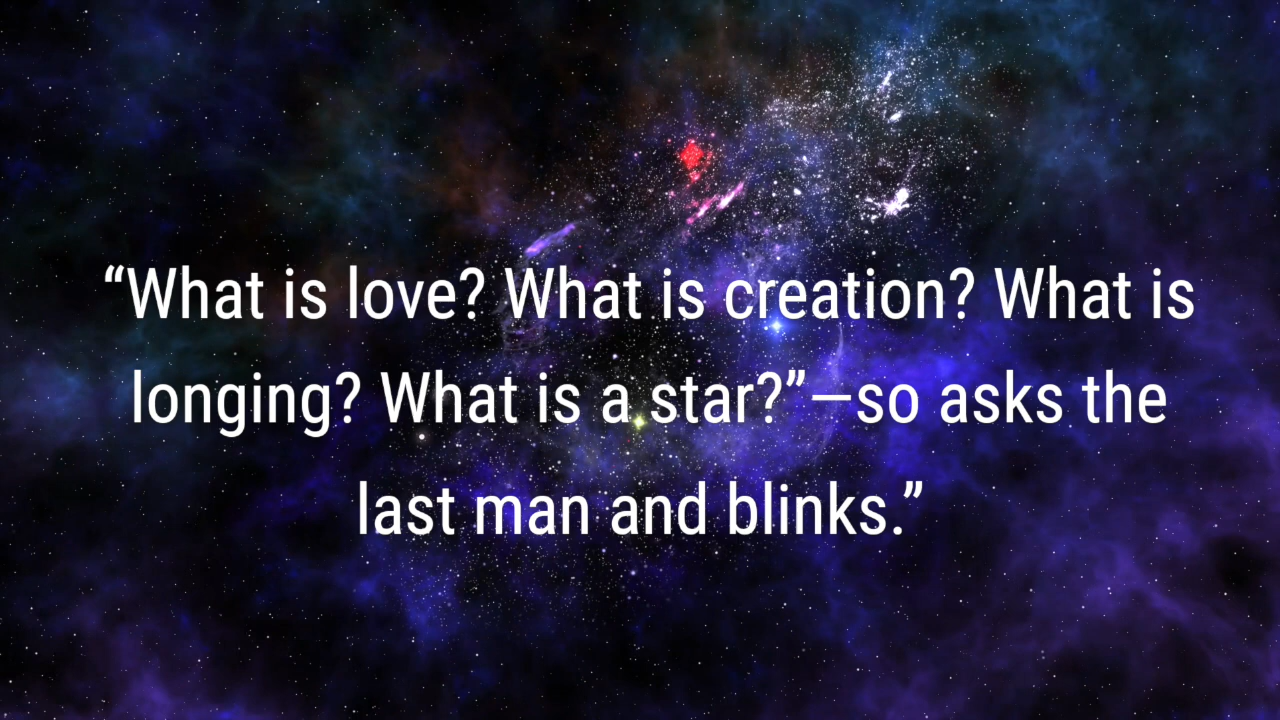 “What is love? What is creation? What is
longing? What is a star?”—so asks the
last man and blinks.”